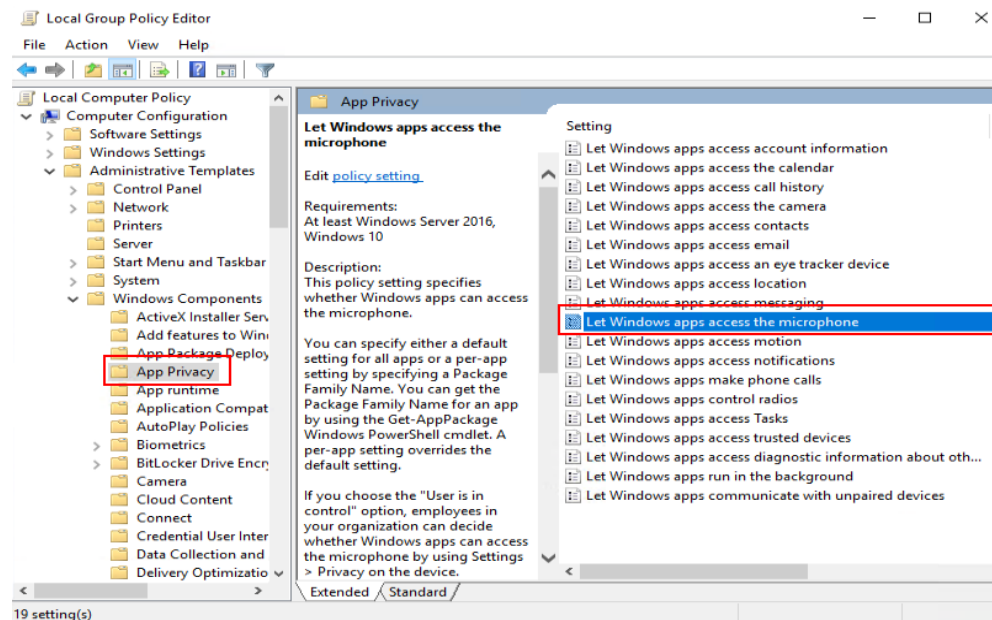 Local Group Policy Editor
File Action View Help
Local Computer Policy
Computer Configuration
Software Settings
Windows Settings
Administrative Templates
Control Panel
Network
Printers
Server
Start Menu and Taskbar
System
Windows Components
ActiveX Installer Serv
Add features to Wind
App Package Deploy
App Privacy
App runtime
Application Compat
AutoPlay Policies
Biometrics
BitLocker Drive Encry
Camera
Cloud Content
Connect
Credential User Inter
Data Collection and
Delivery Optimizatio
App Privacy
Let Windows apps access the
microphone
Edit policy setting
Requirements:
At least Windows Server 2016,
Windows 10
Description:
This policy setting specifies
whether Windows apps can access
the microphone.
You can specify either a default
setting for all apps or a per-app
setting by specifying a Package
Family Name. You can get the
Package Family Name for an app
by using the Get-AppPackage
Windows PowerShell cmdlet. A
per-app setting overrides the
default setting.
If you choose the "User is in
control" option, employees in
your organization can decide
whether Windows apps can access
the microphone by using Settings
> Privacy on the device.
Setting
Let Windows apps access account information
Let Windows apps access the calendar
Let Windows apps access call history
Let Windows apps access the camera
Let Windows apps access contacts
Let Windows apps access email
Let Windows apps access an eye tracker device
Let Windows apps access location
Let Windows apps access messaging
Let Windows apps access the microphone
Let Windows apps access motion
Let Windows apps access notifications
Let Windows apps make phone calls
Let Windows apps control radios
Let Windows apps access Tasks
Let Windows apps access trusted devices
Let Windows apps access diagnostic information about oth...
Let Windows apps run in the background
Let Windows apps communicate with unpaired devices
Extended Standard
19 setting(s)